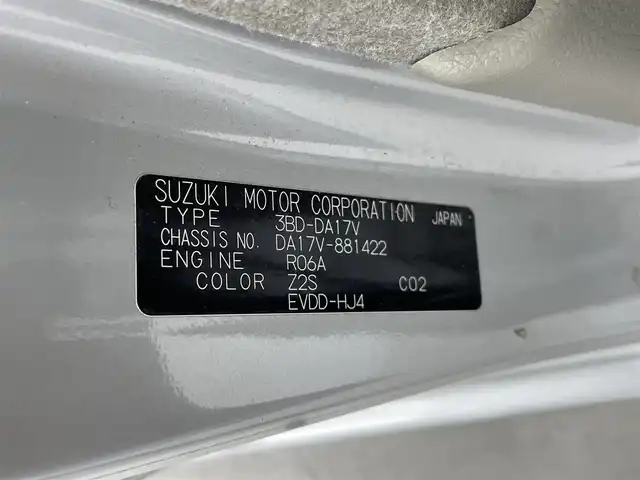 SUZUKI MOTOR CORPORATION JAPAN
TYPE 3BD-DA17V
CHASSIS NO. DA17V-881422
ENGINE R06A
COLOR Z2S C02
EVDD-HJ4